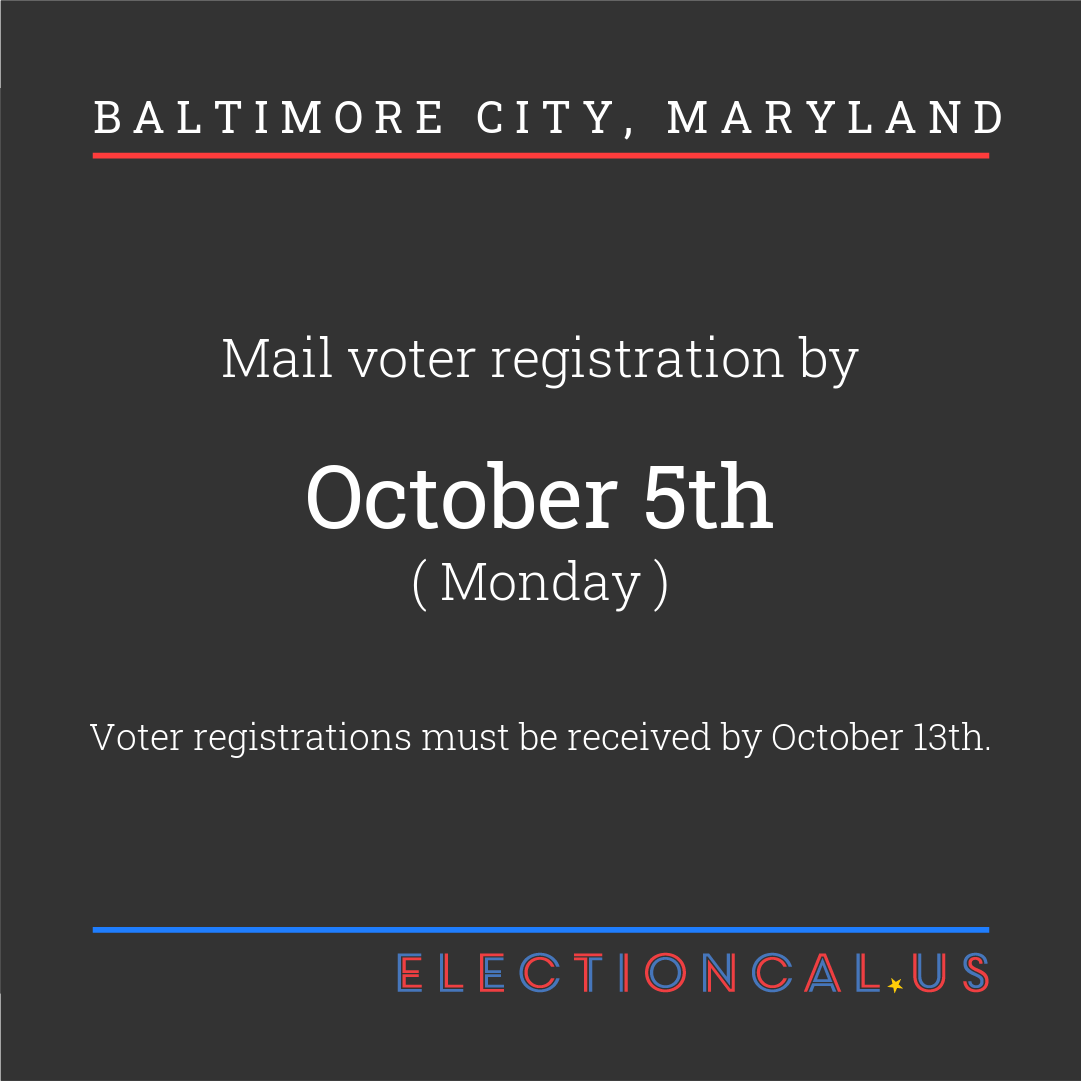 BALTIMORE CITY, MARYLAND
Mail voter registration by
October 5th
( Monday )
Voter registrations must be received by October 13th.
ELECTIONCAL.US